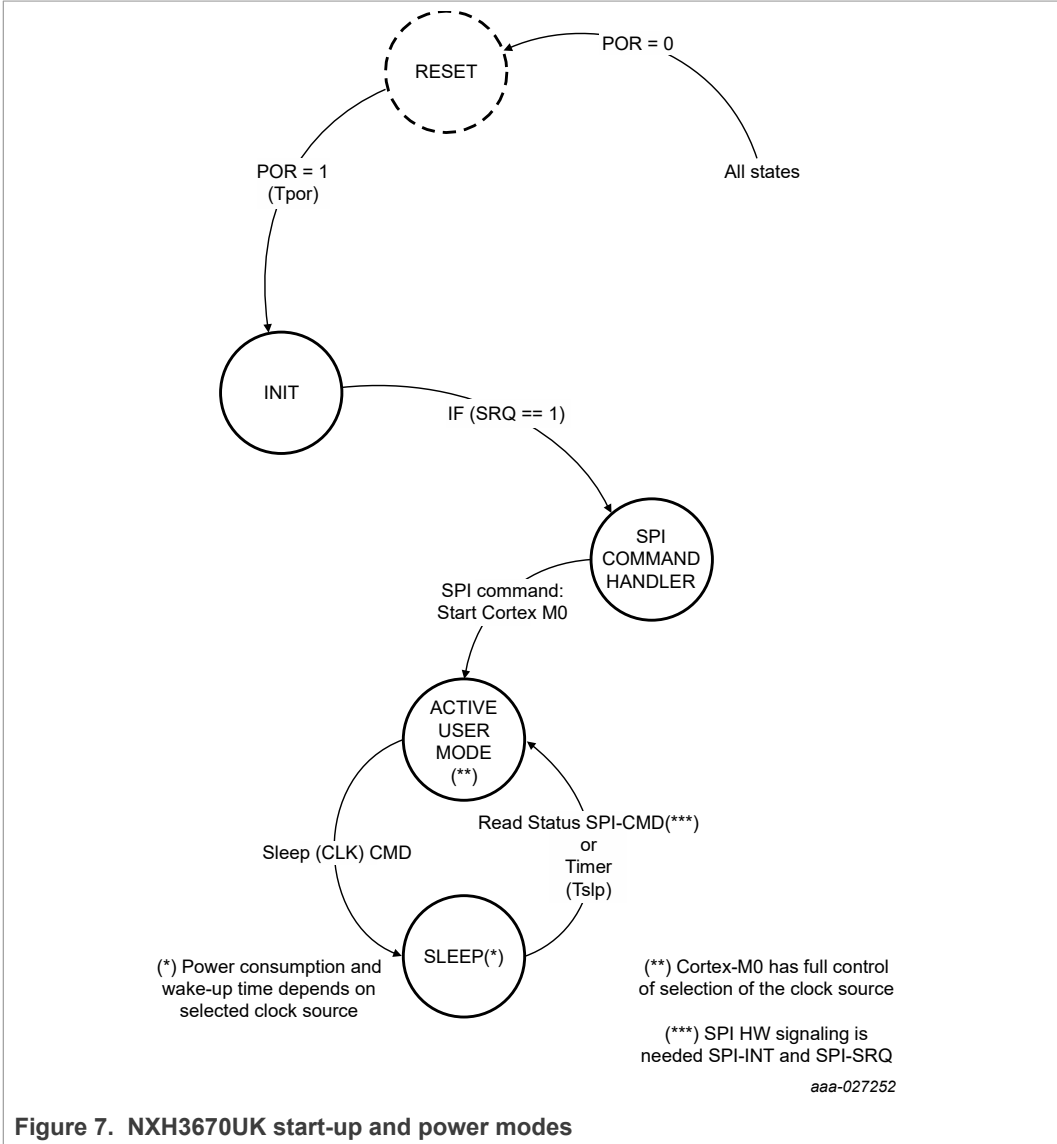 RESET
POR = 0
POR = 1
(Tpor)
All states
INIT
IF (SRQ == 1)
SPI
COMMAND
HANDLER
SPI command:
Start Cortex M0
ACTIVE
USER
MODE
(**)
Read Status SPI-CMD(***)
or
Timer
(Tslp)
Sleep (CLK) CMD
SLEEP(*)
(*) Power consumption and
wake-up time depends on
selected clock source
(**) Cortex-M0 has full control
of selection of the clock source
(***) SPI HW signaling is
needed SPI-INT and SPI-SRQ
aaa-027252
Figure 7. NXH3670UK start-up and power modes